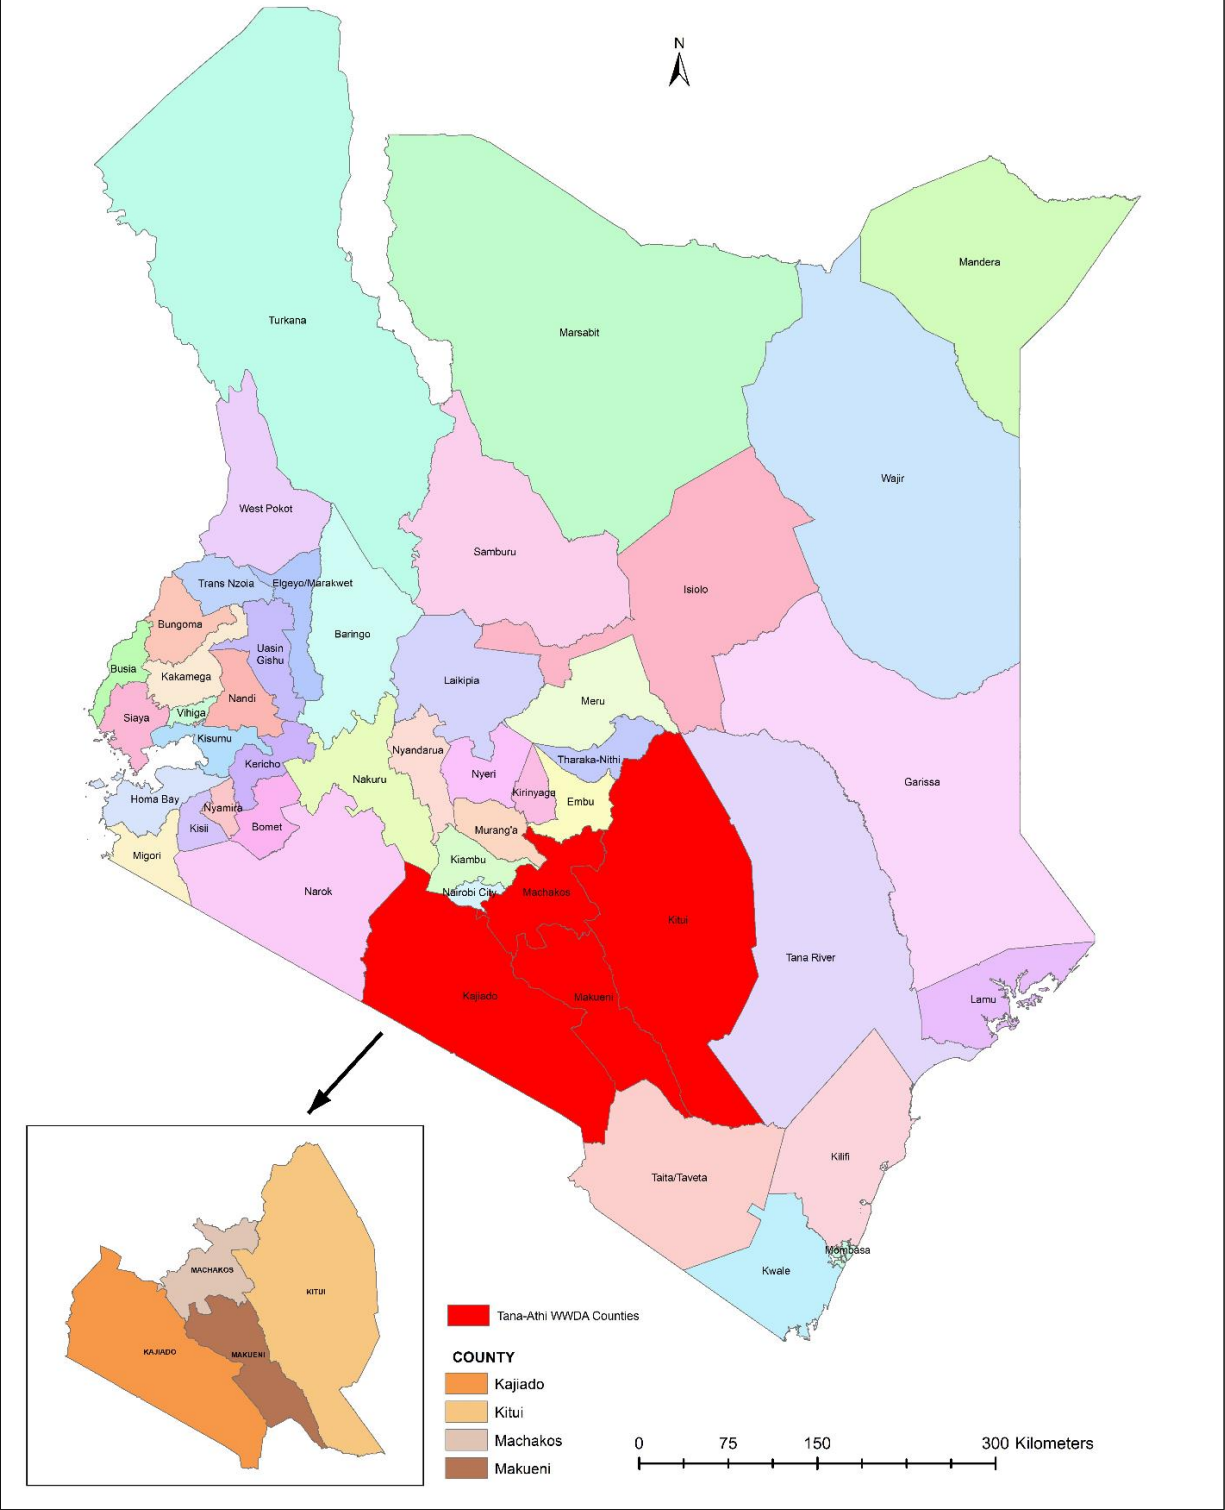 N
Mandera
Turkana
Marsabit
Wajir
West Pokot
Samburu
Trans Nzoia
Elgeyo/Marakwet
Isiolo
Bungoma
Baringo
Uasin
Gishu
Busia
Kakamega
Laikipia
Nandi
Meru
Vihiga
Siaya
Kisumu
Nyandarua
Tharaka-Nithi
Kericho
Nyeri
Nakuru
Garissa
Kirinyaga
Homa Bay
Embu
Nyamira
Kisii
Bomet
Murang'a
Migori
Kiambu
Narok
Nairobi City
Machakos
Kitui
Tana River
Kajiado
Makueni
Lamu
Kilifi
Taita/Taveta
Mombasa
Kwale
MACHAKOS
KITUI
KAJIADO
MAKUENI
Tana-Athi WWDA Counties
COUNTY
Kajiado
Kitui
Machakos
Makueni
0 75 150 300 Kilometers